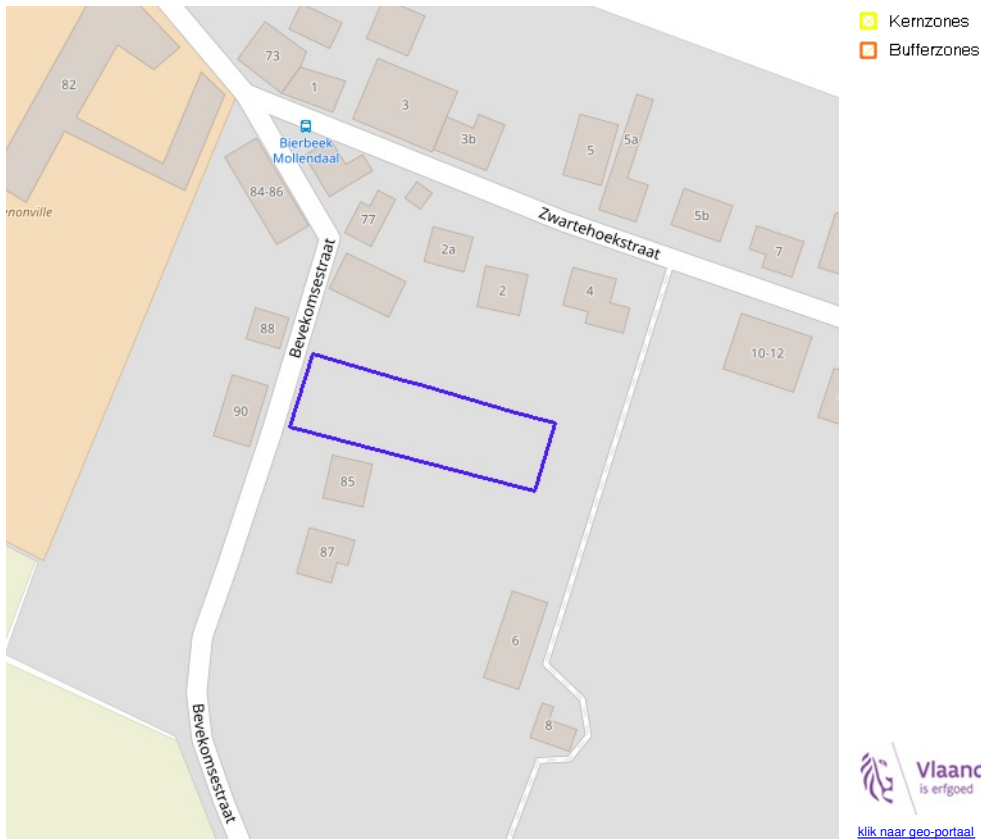 Kernzones
Bufferzones
82
73
1
3
3b
5
5a
Bierbeek
Mollendaal
84-86
77
2a
5b
7
Zwartehoekstraat
enonville
2
4
88
Bevekomsestraat
10-12
90
85
87
6
8
Bevekomsestraat
Vlaand
is erfgoed
klik naar geo-portaal